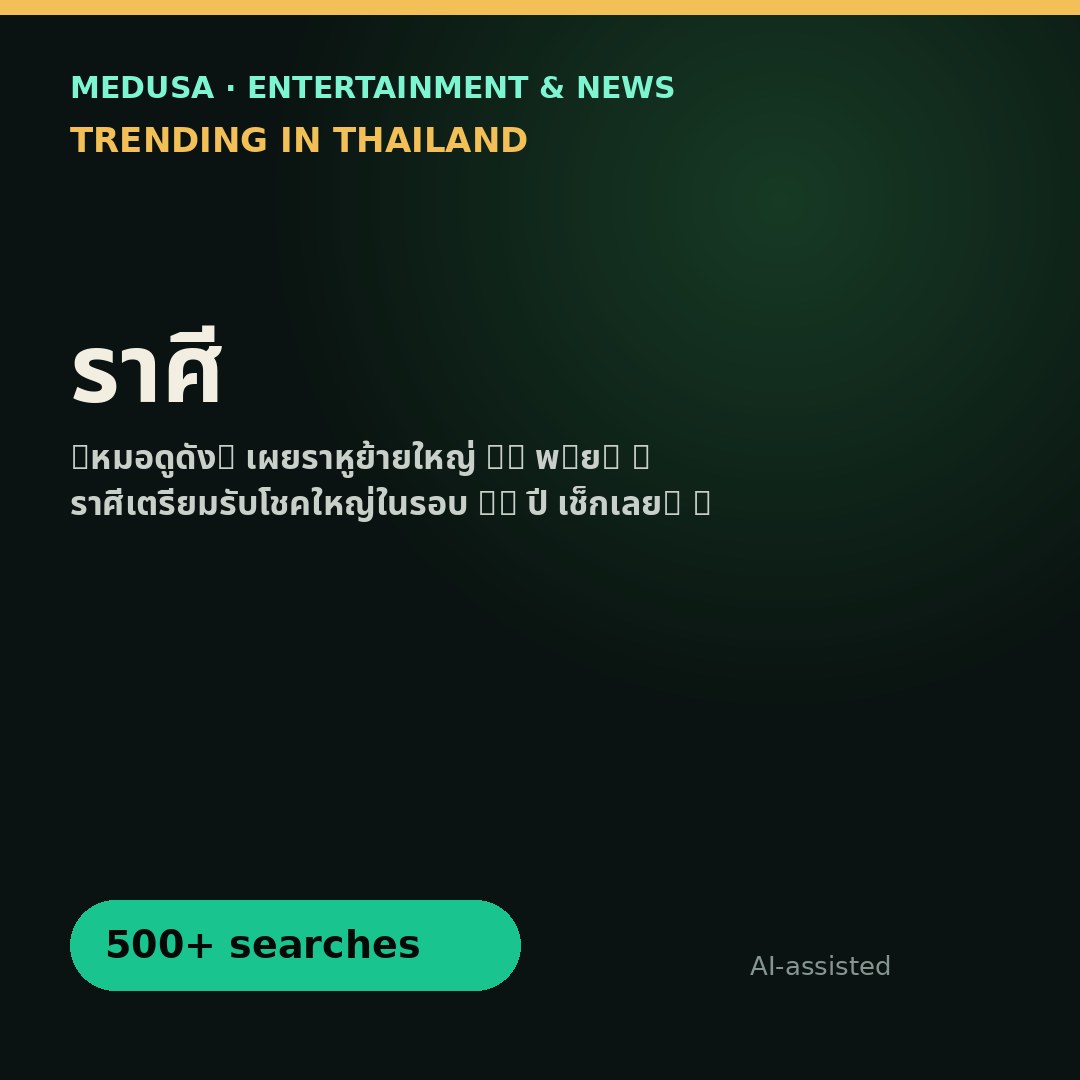 MEDUSA · ENTERTAINMENT & NEWS
TRENDING IN THAILAND
ราศี
▯หมอดูดัง▯ เผยราหูย้ายใหญ่ ▯▯ พ▯ย▯ ▯
ราศีเตรียมรับโชคใหญ่ในรอบ ▯▯ ปี เช็กเลย▯ ▯
500+ searches
AI-assisted